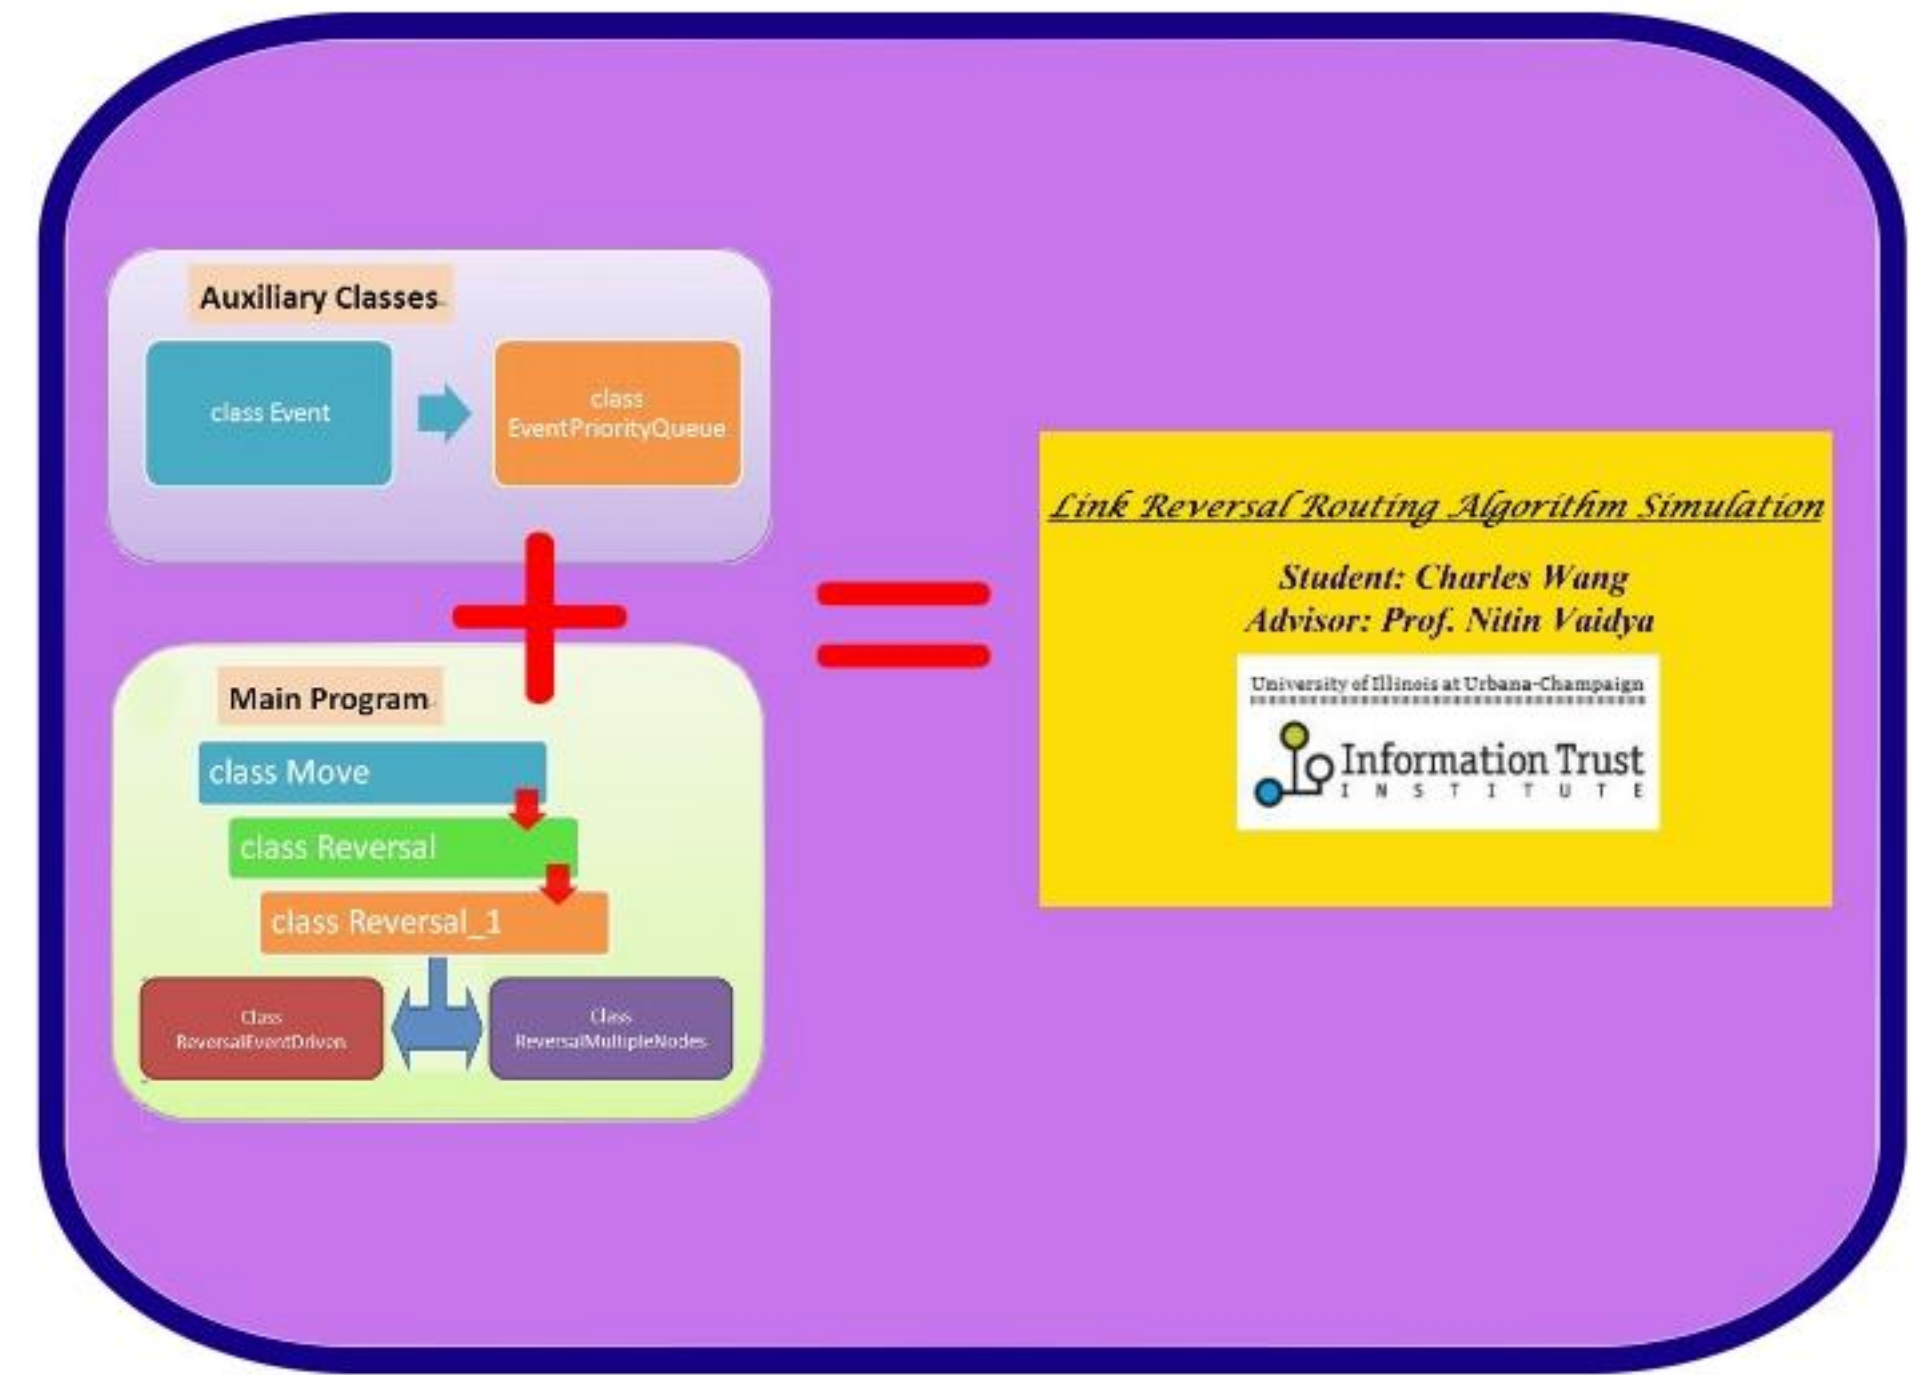 Auxiliary Classes
class Event
class
EventPriorityQueue
Main Program
class Move
class Reversal
class Reversal_1
Class
ReversalEventDriven
Class
ReversalMultipleNodes
Link Reversal Routing Algorithm Simulation
Student: Charles Wang
Advisor: Prof. Nitin Vaidya
University of Illinois at Urbana-Champaign
Information Trust
INSTITUTE